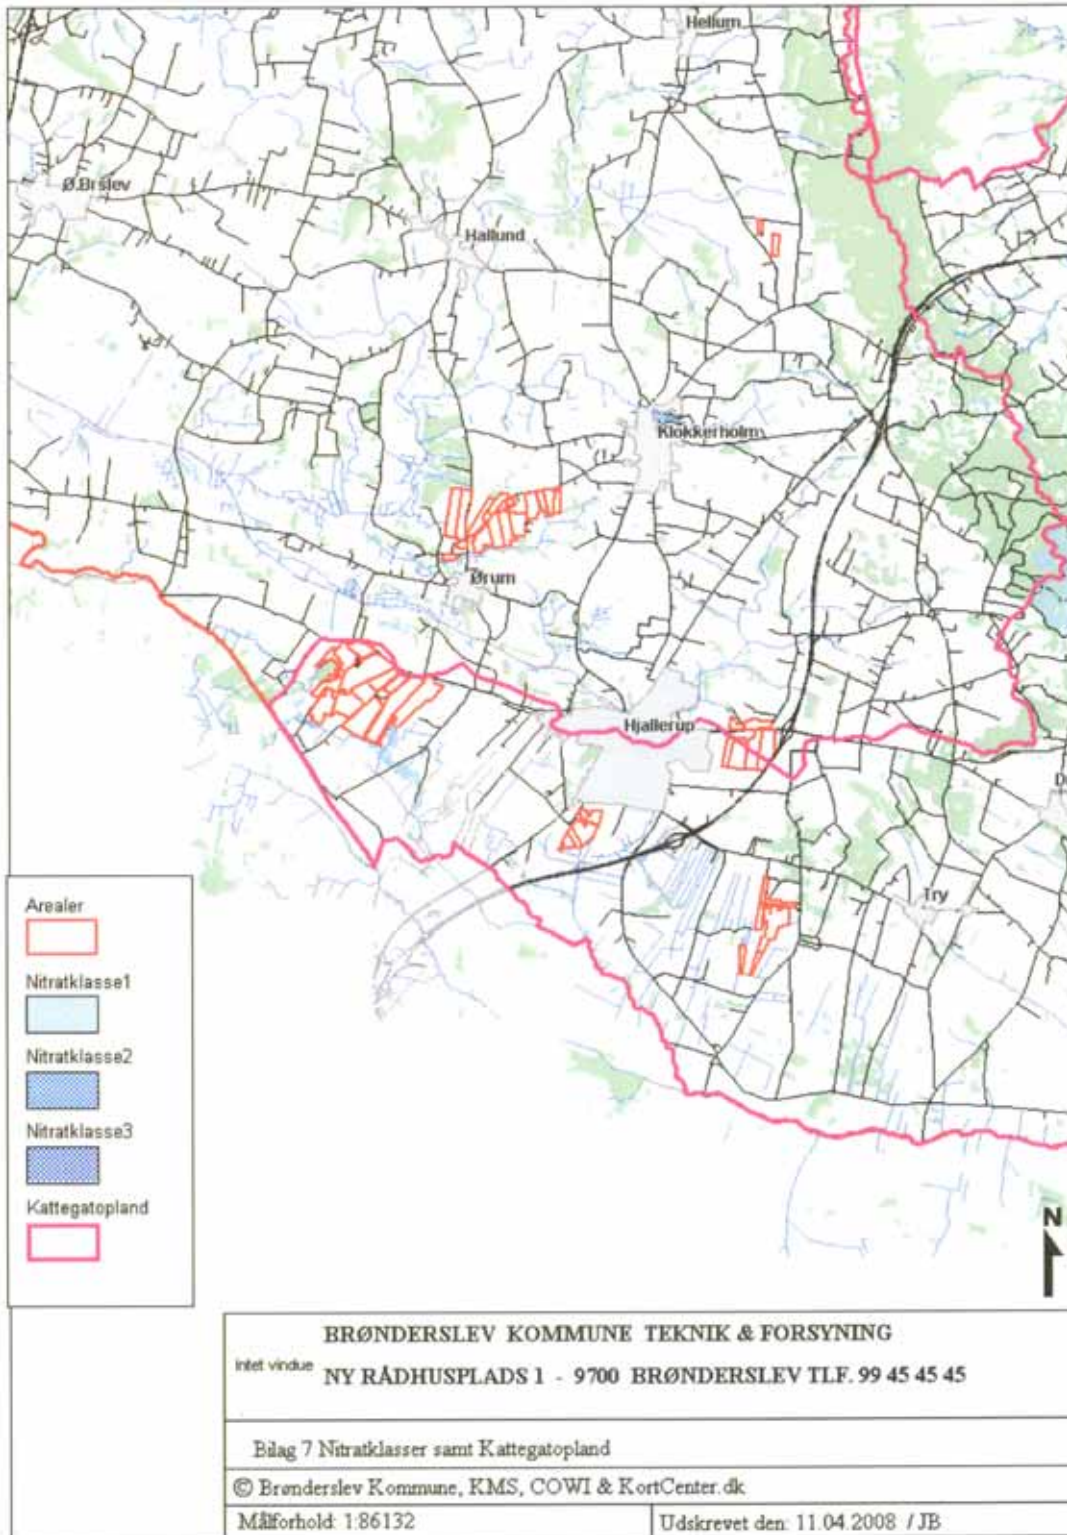 Hellum
Ø.Brslev
Hallund
Klokkerholm
Ørum
Hjallerup
Try
D
Arealer
Nitratklasse1
Nitratklasse2
Nitratklasse3
Kattegatopland
N
BRØNDERSLEV KOMMUNE TEKNIK & FORSYNING
Intet vindue NY RÅDHUSPLADS 1 - 9700 BRØNDERSLEV TLF. 99 45 45 45
Bilag 7 Nitratklasser samt Kattegatopland
© Brønderslev Kommune, KMS, COWI & KortCenter.dk
Målforhold: 1:86132
Udskrevet den: 11.04.2008 / JB